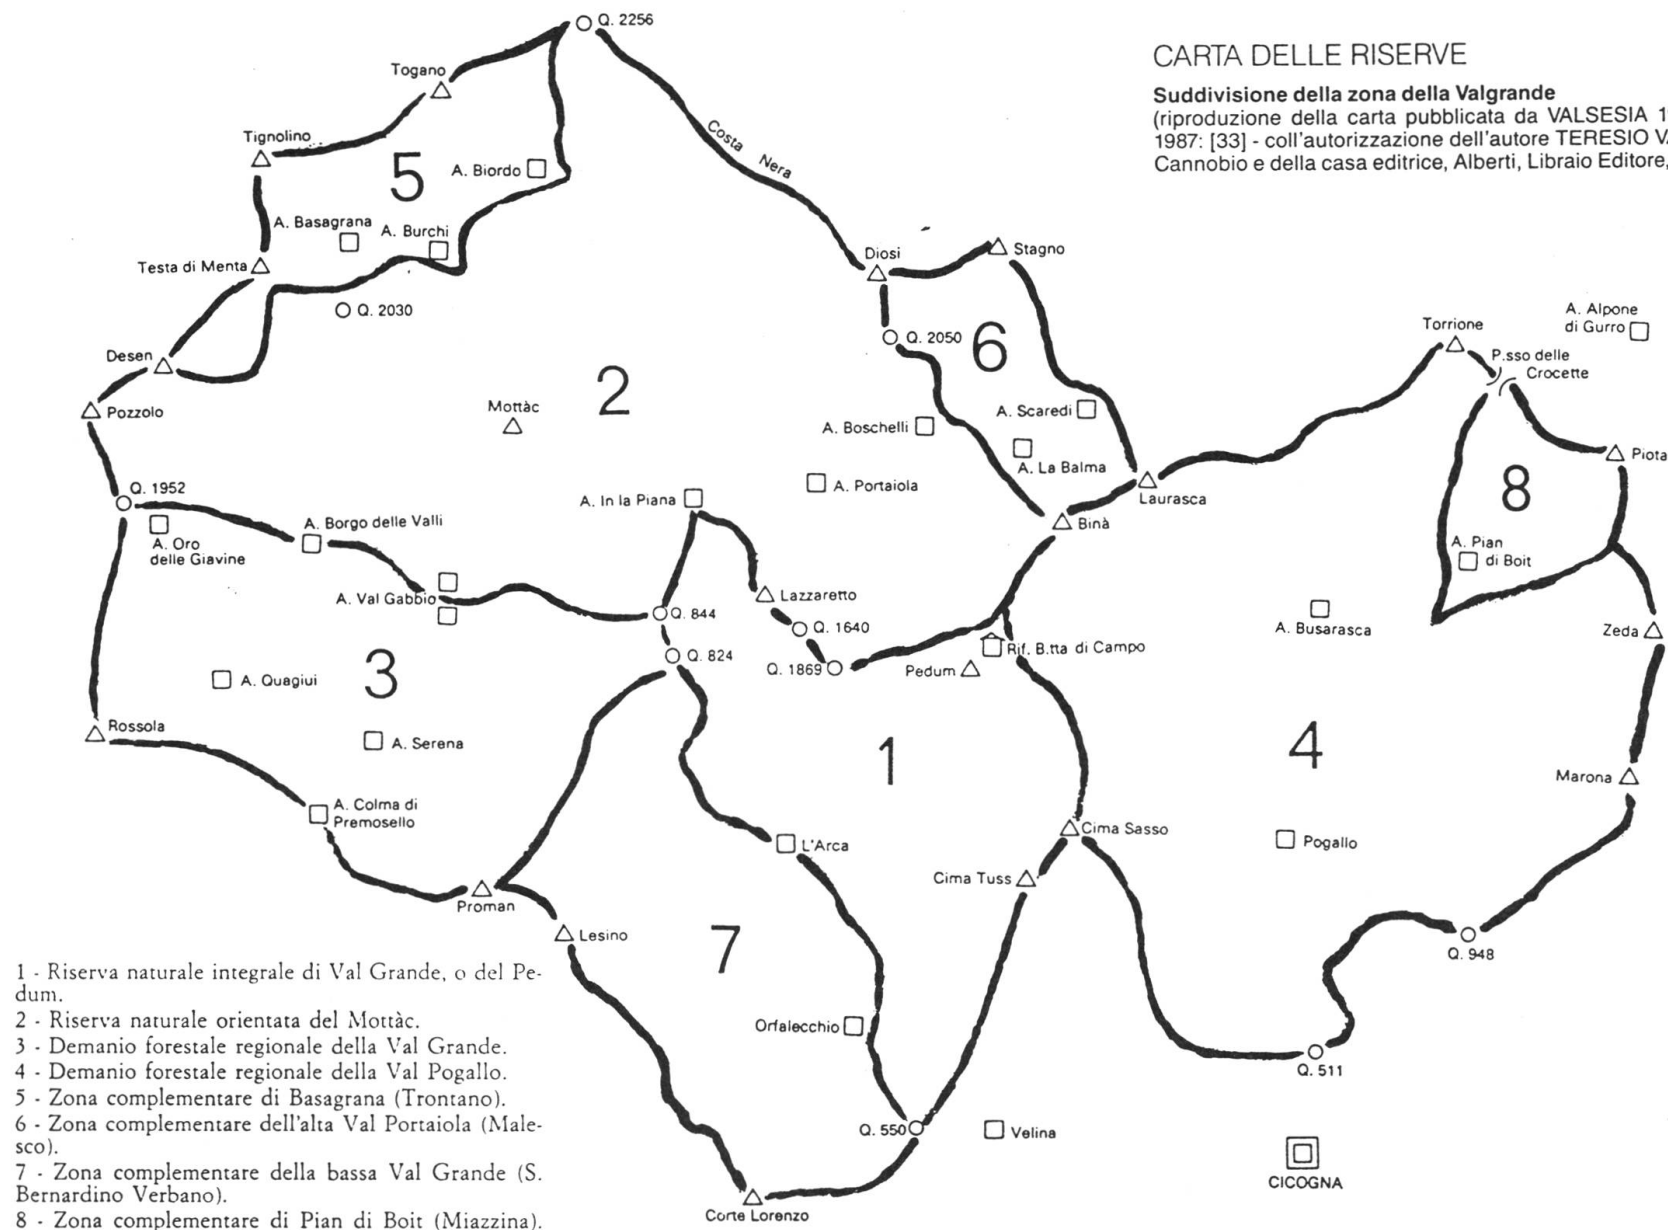 CARTA DELLE RISERVE
Suddivisione della zona della Valgrande
(riproduzione della carta pubblicata da VALSESIA
1987: [33] - coll'autorizzazione dell'autore TERESIO
Cannobio e della casa editrice, Alberti, Libraio Editore,
Q. 2256
Togano
Tignolino
Costa Nera
5
A. Biordo
A. Basagrana
A. Burchi
Testa di Menta
Q. 2030
Diosi
Stagno
Q. 2050
6
Torrione
A. Alpone
di Gurro
P.sso delle
Crocette
Desen
Pozzolo
2
Mottàc
A. Boschelli
A. Scaredi
A. La Balma
Laurasca
Piota
8
Q. 1952
A. In la Piana
A. Portaiola
Binà
A. Oro
delle Giavine
A. Borgo delle Valli
A. Pian
di Boit
A. Val Gabbio
Lazzaretto
Q. 844
Q. 1640
A. Busarasca
Zeda
Q. 824
Q. 1869
Rif. B.tta di Campo
Pedum
A. Quagiui
3
Rossola
A. Serena
1
4
Marona
A. Colma di
Premosello
L'Arca
Cima Sasso
Pogallo
Cima Tuss
Proman
Lesino
7
Q. 948
Orfalecchio
Q. 511
Q. 550
Velina
CICOGNA
Corte Lorenzo
1 - Riserva naturale integrale di Val Grande, o del Pe-
dum.
2 - Riserva naturale orientata del Mottàc.
3 - Demanio forestale regionale della Val Grande.
4 - Demanio forestale regionale della Val Pogallo.
5 - Zona complementare di Basagrana (Trontano).
6 - Zona complementare dell'alta Val Portaiola (Male-
sco).
7 - Zona complementare della bassa Val Grande (S.
Bernardino Verbano).
8 - Zona complementare di Pian di Boit (Miazzina).